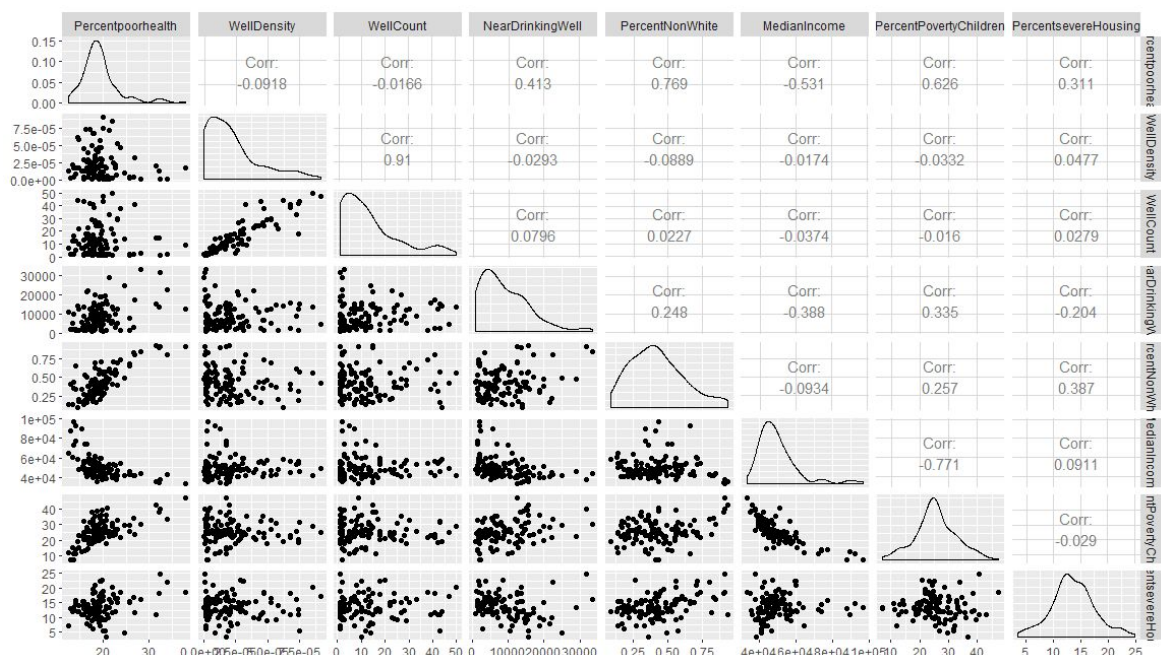 Percentpoorhealth WellDensity WellCount NearDrinkingWell PercentNonWhite MedianIncome PercentPovertyChildren PercentsevereHousing
0.15
0.10
0.05
0.00
Corr: Corr: Corr: Corr: Corr: Corr: Corr:
-0.0918 -0.0166 0.413 0.769 -0.531 0.626 0.311
rcentpoorhea
7.5e-05
5.0e-05
2.5e-05
0.0e+00
Corr: Corr: Corr: Corr: Corr: Corr:
0.91 -0.0293 -0.0889 -0.0174 -0.0332 0.0477
WellDensity
50
40
30
20
10
0
Corr: Corr: Corr: Corr: Corr:
0.0796 0.0227 -0.0374 -0.016 0.0279
WellCount
30000
20000
10000
0
Corr: Corr: Corr: Corr:
0.248 -0.388 0.335 -0.204
arDrinkingW
0.75
0.50
0.25
Corr: Corr: Corr:
-0.0934 0.257 0.387
rcentNonWh
1e+05
8e+04
6e+04
4e+04
Corr: Corr:
-0.771 0.0911
MedianIncom
40
30
20
10
Corr:
-0.029
ntPovertyCh
25
20
15
10
5
entsevereHou
20 30 0 10 20 30 40 50 0.25 0.50 0.75 10 20 30 40 5 10 15 20 25